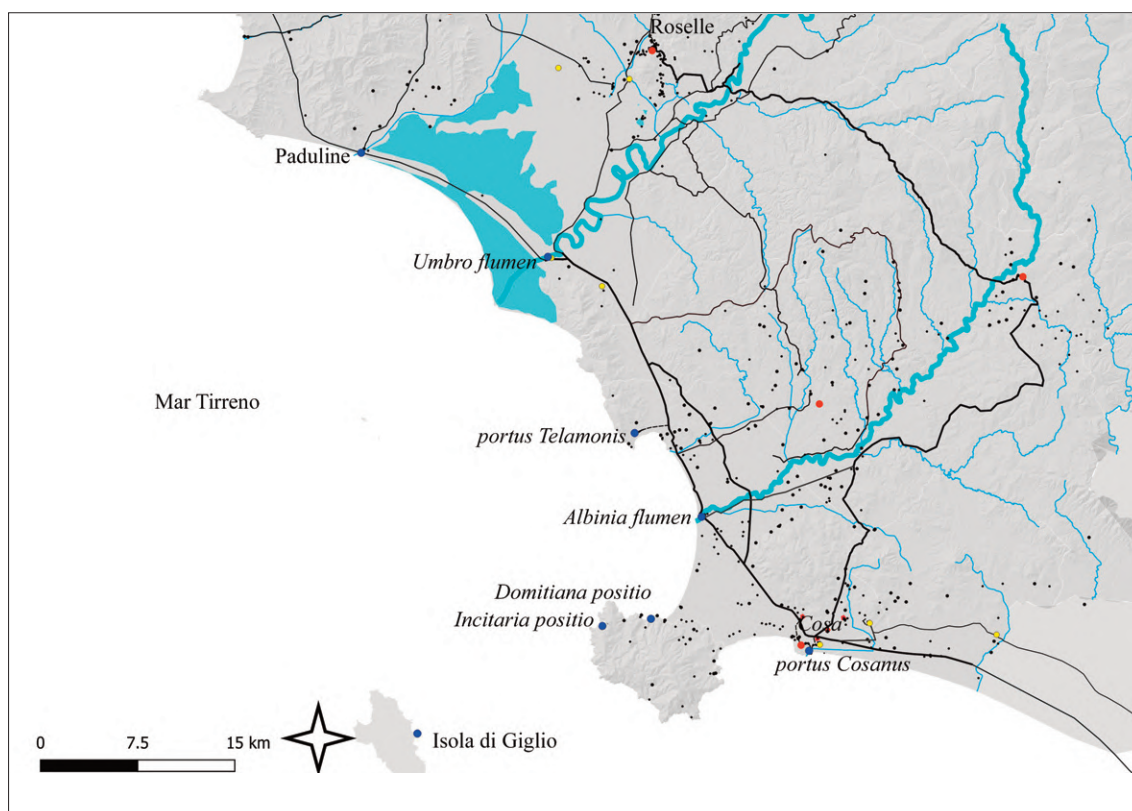 Roselle
Paduline
Umbro flumen
Mar Tirreno
portus Telamonis
Albinia flumen
Domitiana positio
Incitaria positio
Cosa
portus Cosanus
Isola di Giglio
0 7.5 15 km